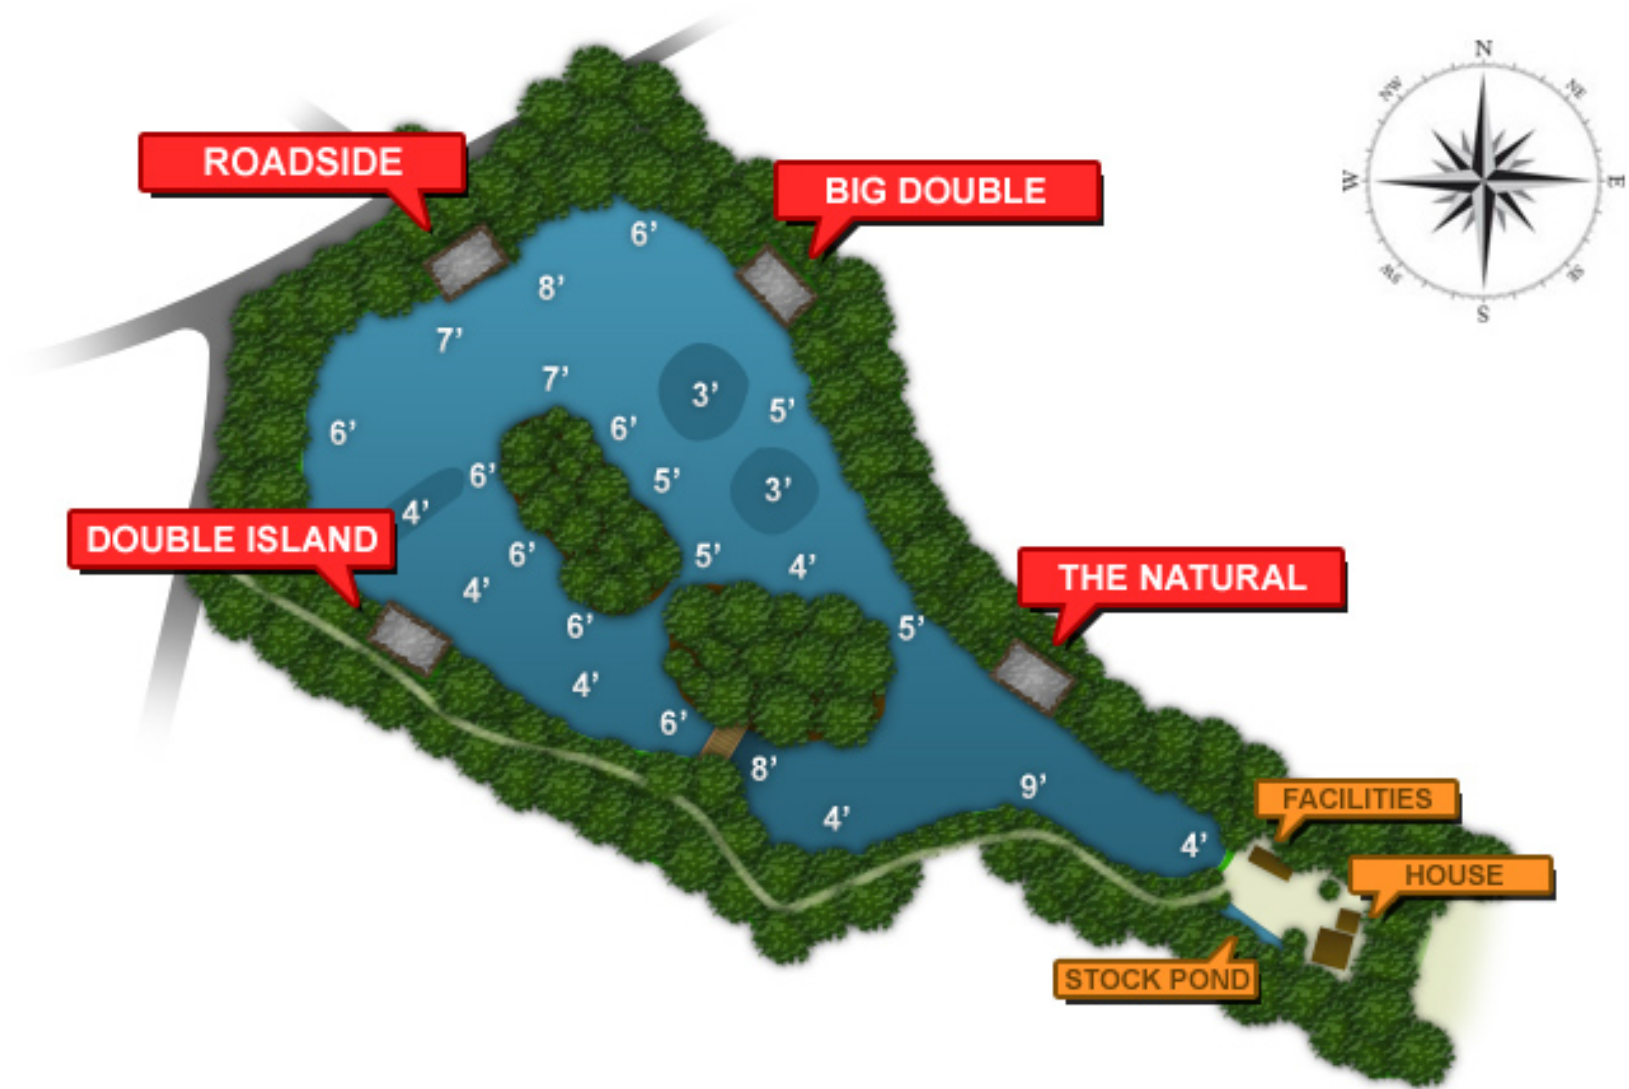 N
NW
NE
ROADSIDE
BIG DOUBLE
W
E
6'
SW
SE
8'
S
7'
7'
3'
5'
6'
6'
6'
5'
3'
4'
DOUBLE ISLAND
6'
5'
4'
4'
THE NATURAL
6'
5'
4'
6'
8'
9'
FACILITIES
4'
4'
HOUSE
STOCK POND